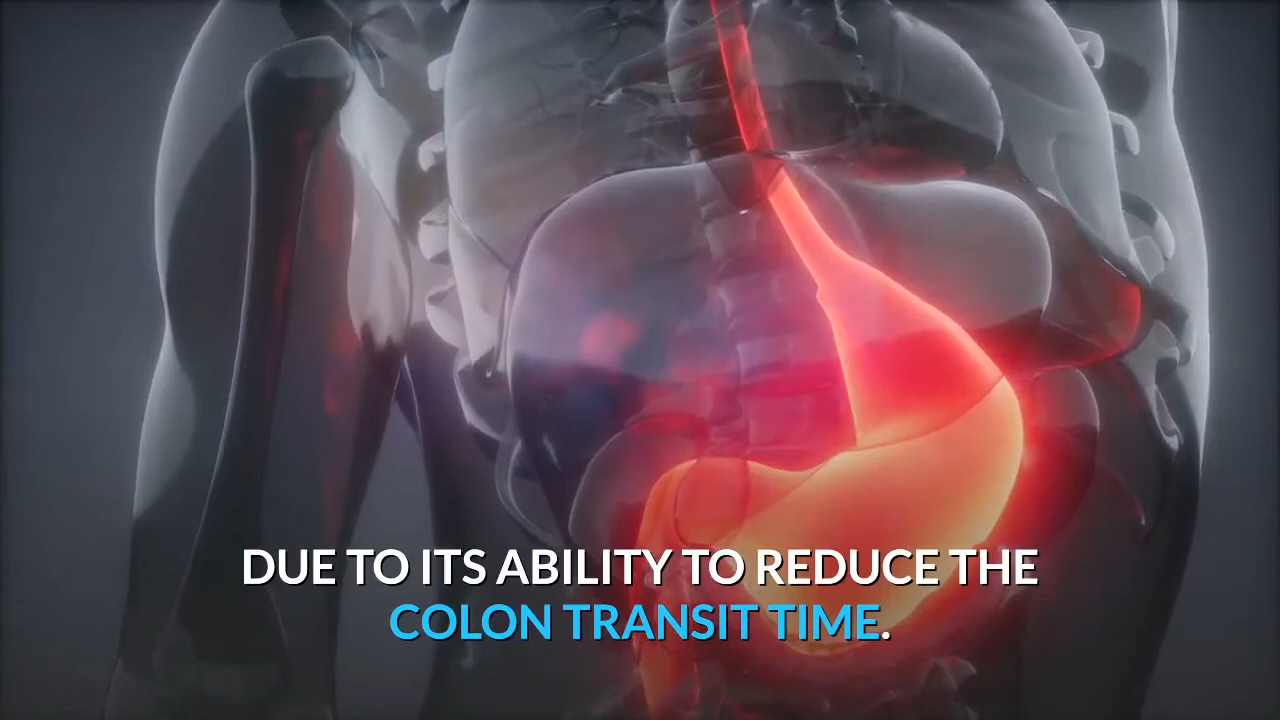 DUE TO ITS ABILITY TO REDUCE THE
COLON TRANSIT TIME.